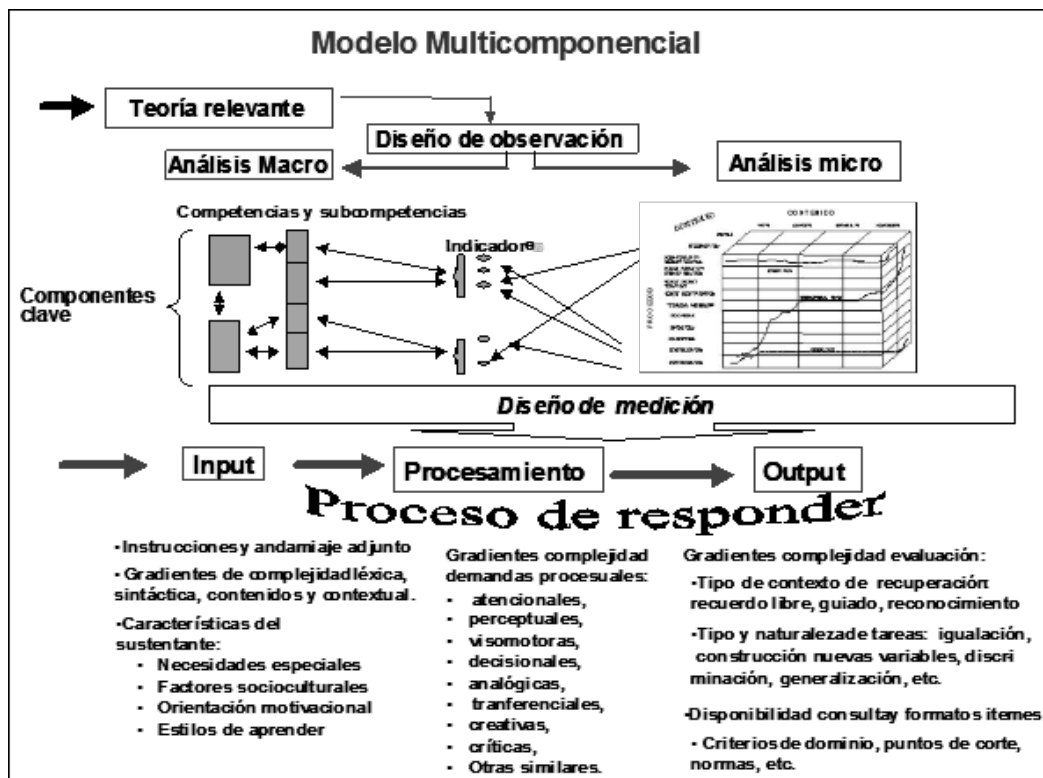 Modelo Multicomponencial
Teoría relevante
Diseño de observación
Análisis Macro
Análisis micro
Competencias y subcompetencias
Indicadores
Componentes
clave
CONTENIDO
CONTEXTO
PROCESO
Diseño de medición
Input
Procesamiento
Output
Proceso de responder
•Instrucciones y andamiaje adjunto
•Gradientes de complejidad léxica,
sintáctica, contenidos y contextual.
•Características del
sustentante:
• Necesidades especiales
• Factores socioculturales
• Orientación motivacional
• Estilos de aprender
Gradientes complejidad
demandas procesuales:
• atencionales,
• perceptuales,
• visomotoras,
• decisionales,
• analógicas,
• tranferenciales,
• creativas,
• críticas,
• Otras similares.
Gradientes complejidad evaluación:
•Tipo de contexto de recuperación:
recuerdo libre, guiado, reconocimiento
•Tipo y naturaleza de tareas: igualación,
construcción nuevas variables, discri
minación, generalización, etc.
•Disponibilidad consulta y formatos itemes
• Criterios de dominio, puntos de corte,
normas, etc.